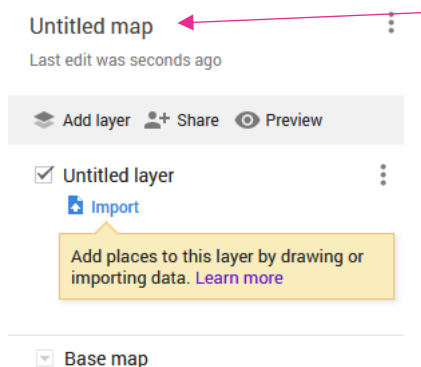 Untitled map
Last edit was seconds ago
Add layer Share Preview
Untitled layer
Import
Add places to this layer by drawing or
importing data. Learn more
Base map